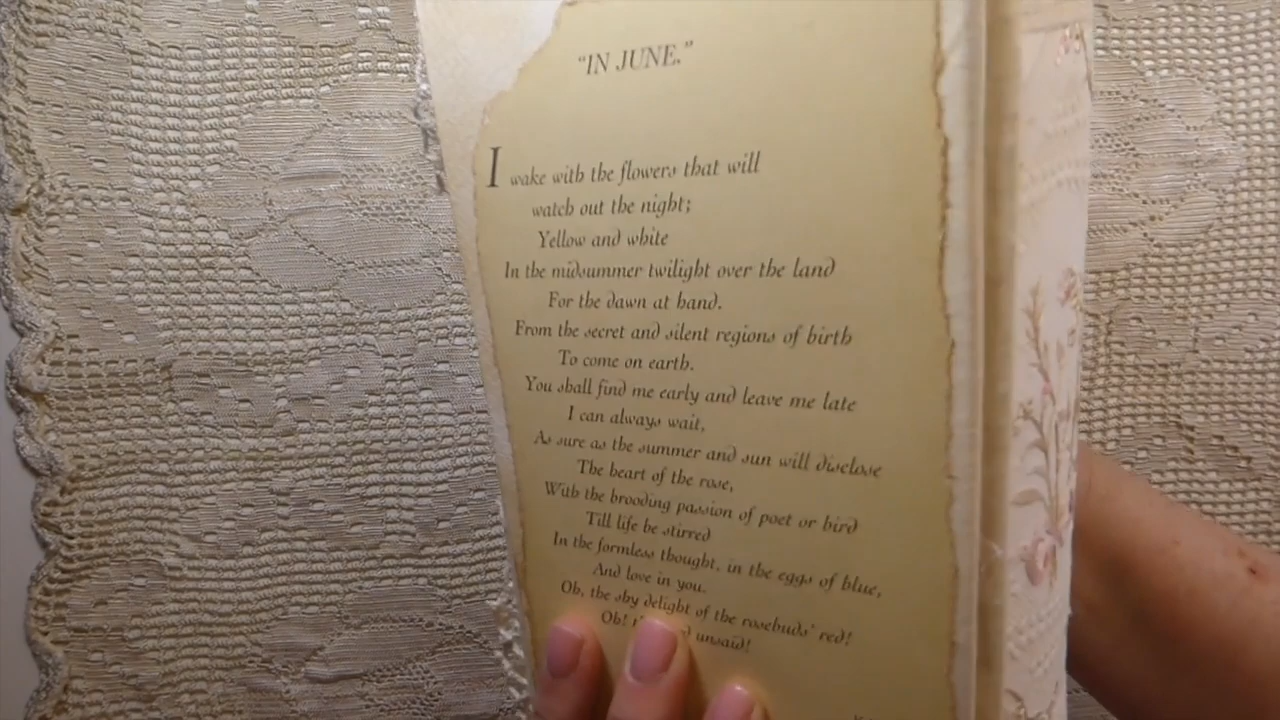 “IN JUNE.”
I wake with the flowers that will
watch out the night;
Yellow and white
In the midsummer twilight over the land
For the dawn at hand.
From the secret and silent regions of birth
To come on earth.
You shall find me early and leave me late
I can always wait,
As sure as the summer and sun will disclose
The heart of the rose,
With the brooding passion of poet or bird
Till life be stirred
In the formless thought, in the eggs of blue,
And love in you.
Oh, the shy delight of the rosebuds’ red!
Oh! unsaid!